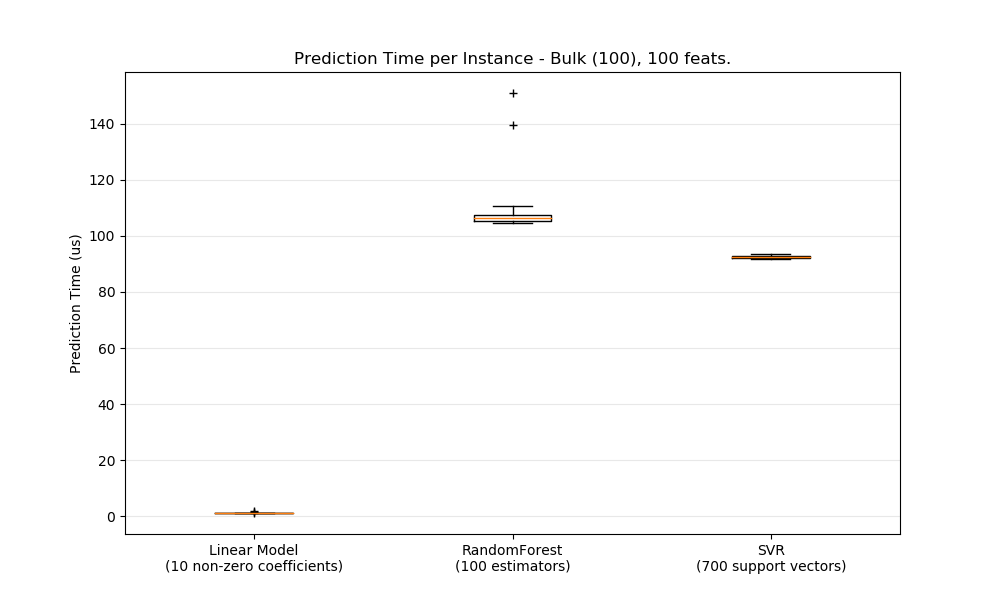 Prediction Time per Instance - Bulk (100), 100 feats.
Prediction Time (us)
140
120
100
80
60
40
20
0
Linear Model
(10 non-zero coefficients)
RandomForest
(100 estimators)
SVR
(700 support vectors)